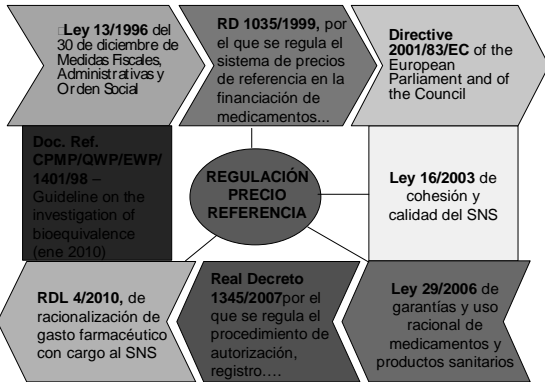 Ley 13/1996 del
30 de diciembre de
Medidas Fiscales,
Administrativas y
Orden Social
RD 1035/1999, por
el que se regula el
sistema de precios
de referencia en la
financiación de
medicamentos...
Directive
2001/83/EC of the
European
Parliament and of
the Council
Doc. Ref.
CPMP/QWP/EWP/
1401/98 –
Guideline on the
investigation of
bioequivalence
(ene 2010)
REGULACIÓN
PRECIO
REFERENCIA
Ley 16/2003 de
cohesión y
calidad del SNS
RDL 4/2010, de
racionalización de
gasto farmacéutico
con cargo al SNS
Real Decreto
1345/2007por el
que se regula el
procedimiento de
autorización,
registro….
Ley 29/2006 de
garantías y uso
racional de
medicamentos y
productos sanitarios